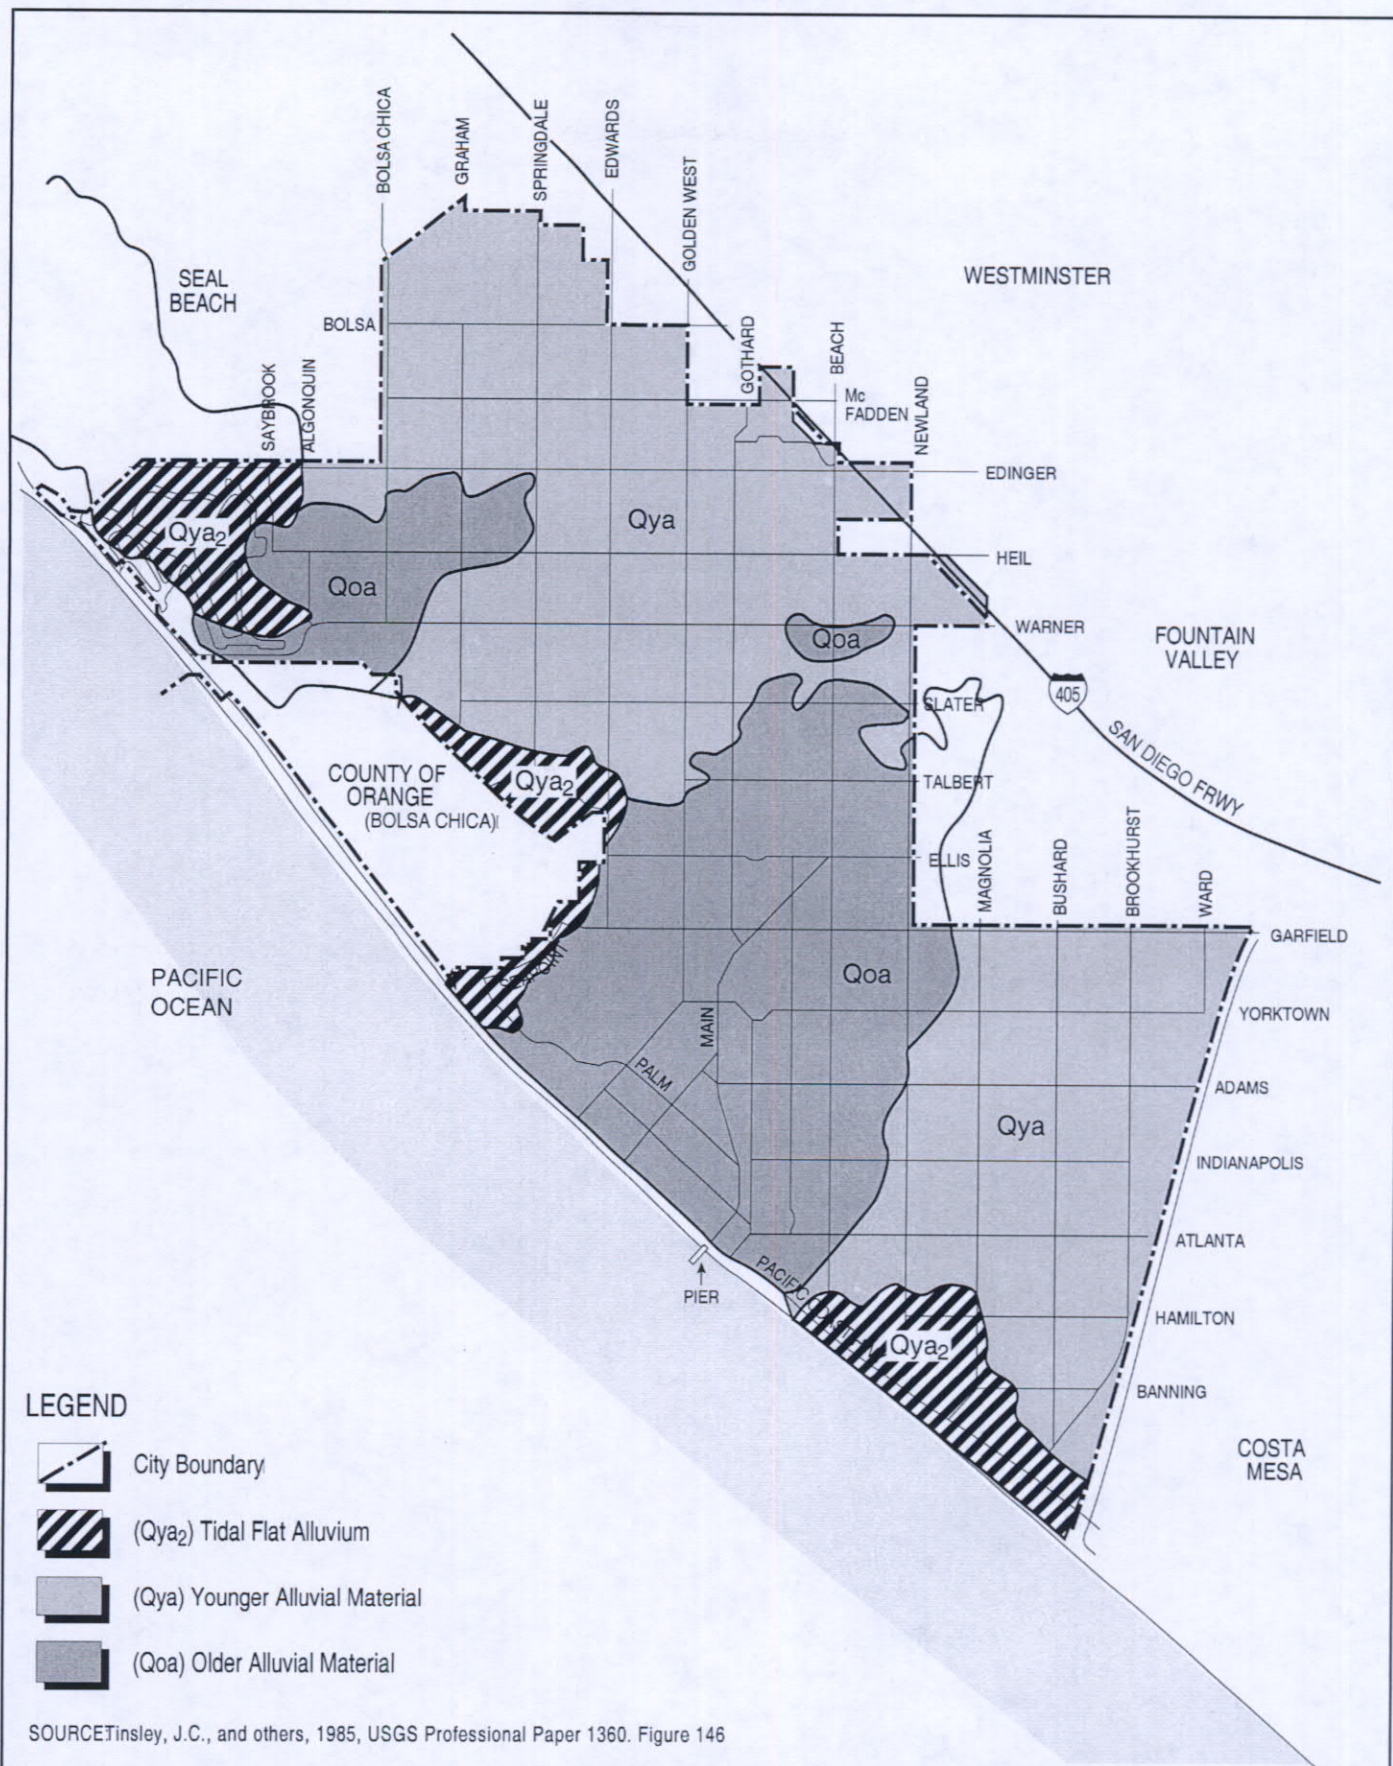 BOLSA CHICA
GRAHAM
SPRINGDALE
EDWARDS
GOLDEN WEST
SEAL
BEACH
WESTMINSTER
BOLSA
GOTHARD
BEACH
Mc
FADDEN
NEWLAND
SAYBROOK
ALGONQUIN
EDINGER
Qya2
Qya
HEIL
Qoa
WARNER
Qoa
FOUNTAIN
VALLEY
405
SLATER
SAN DIEGO FRWY
COUNTY OF
ORANGE
(BOLSA CHICA)
Qya2
TALBERT
ELLIS
MAGNOLIA
BUSHARD
BROOKHURST
WARD
GARFIELD
SEAPOINT
PACIFIC
OCEAN
Qoa
MAIN
YORKTOWN
PALM
ADAMS
Qya
INDIANAPOLIS
ATLANTA
PIER
PACIFIC COAST
HAMILTON
Qya2
BANNING
COSTA
MESA
LEGEND
City Boundary
(Qya2) Tidal Flat Alluvium
(Qya) Younger Alluvial Material
(Qoa) Older Alluvial Material
SOURCE:Tinsley, J.C., and others, 1985, USGS Professional Paper 1360. Figure 146